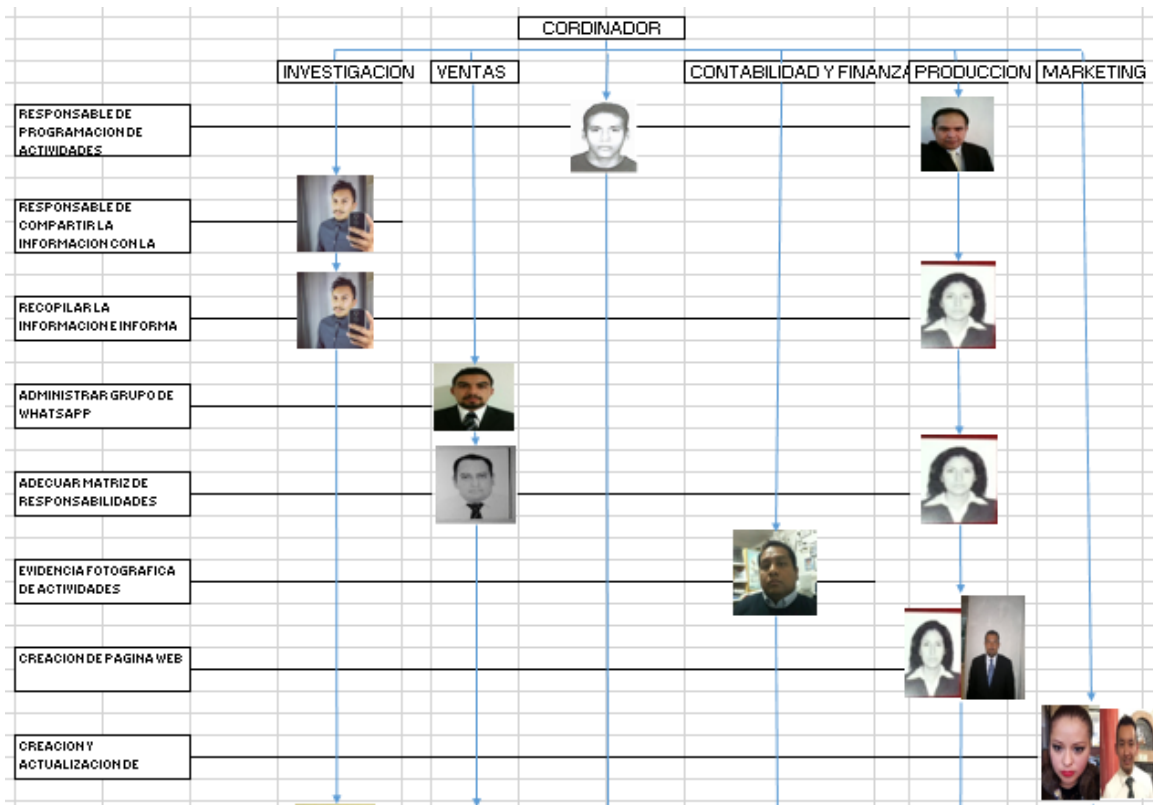 CORDINADOR
INVESTIGACION
VENTAS
CONTABILIDAD Y FINANZA
PRODUCCION
MARKETING
RESPONSABLE DE
PROGRAMACION DE
ACTIVIDADES
RESPONSABLE DE
COMPARTIR LA
INFORMACION CON LA
RECOPILAR LA
INFORMACION E INFORMA
ADMINISTRAR GRUPO DE
WHATSAPP
ADECUAR MATRIZ DE
RESPONSABILIDADES
EVIDENCIA FOTOGRAFICA
DE ACTIVIDADES
CREACION DE PAGINA WEB
CREACION Y
ACTUALIZACION DE